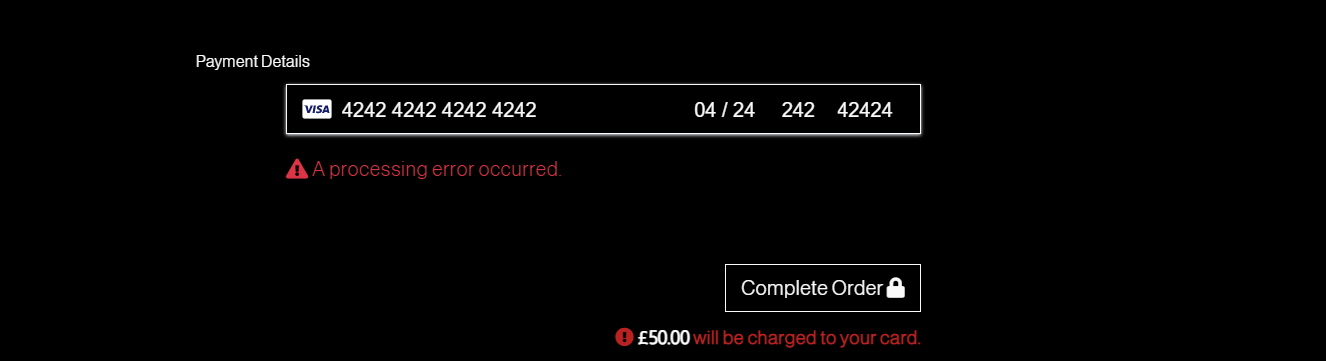 Payment Details
VISA 4242 4242 4242 4242 04 / 24 242 42424
A processing error occurred.
Complete Order
£50.00 will be charged to your card.